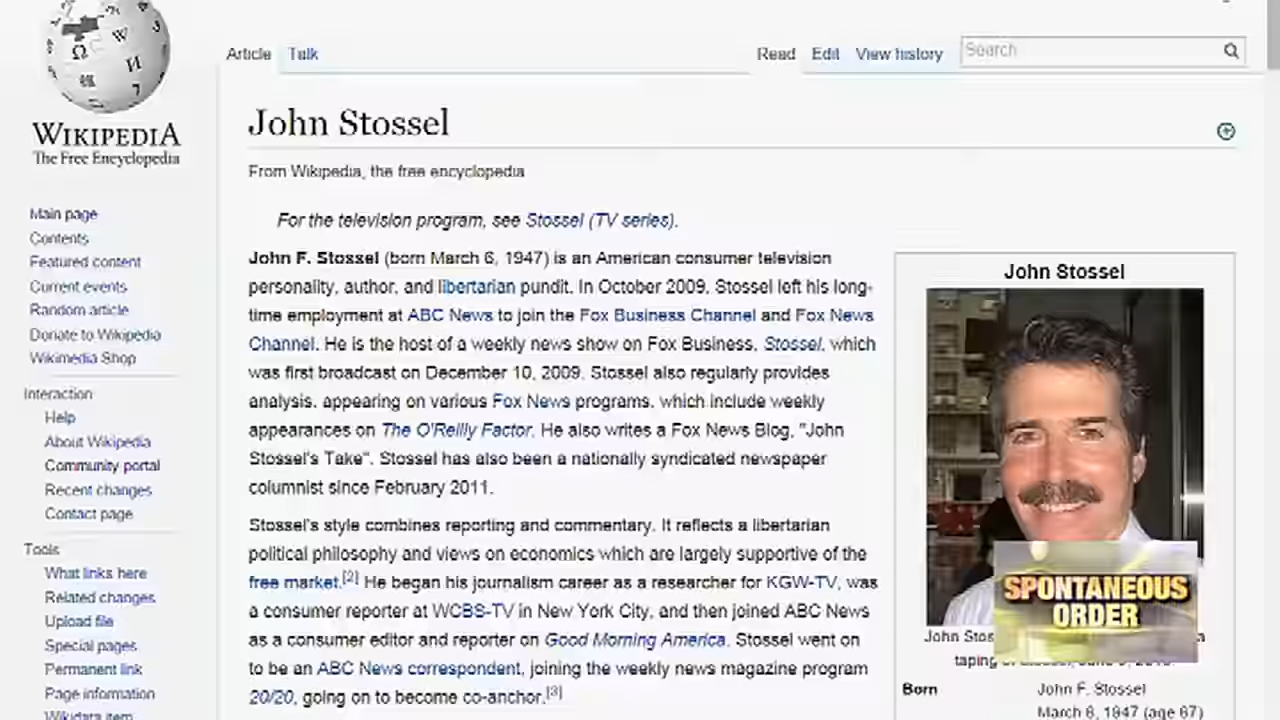 Article
Talk
Read
Edit
View history
Search
WIKIPEDIA
The Free Encyclopedia
Main page
Contents
Featured content
Current events
Random article
Donate to Wikipedia
Wikimedia Shop
Interaction
Help
About Wikipedia
Community portal
Recent changes
Contact page
Tools
What links here
Related changes
Upload file
Special pages
Permanent link
Page information
Wikidata item
John Stossel
From Wikipedia, the free encyclopedia
For the television program, see Stossel (TV series).
John F. Stossel (born March 6, 1947) is an American consumer television
personality, author, and libertarian pundit. In October 2009, Stossel left his long-
time employment at ABC News to join the Fox Business Channel and Fox News
Channel. He is the host of a weekly news show on Fox Business, Stossel, which
was first broadcast on December 10, 2009. Stossel also regularly provides
analysis, appearing on various Fox News programs, which include weekly
appearances on The O'Reilly Factor. He also writes a Fox News Blog, "John
Stossel's Take". Stossel has also been a nationally syndicated newspaper
columnist since February 2011.
Stossel's style combines reporting and commentary. It reflects a libertarian
political philosophy and views on economics which are largely supportive of the
free market.[2] He began his journalism career as a researcher for KGW-TV, was
a consumer reporter at WCBS-TV in New York City, and then joined ABC News
as a consumer editor and reporter on Good Morning America. Stossel went on
to be an ABC News correspondent, joining the weekly news magazine program
20/20, going on to become co-anchor.[3]
John Stossel
SPONTANEOUS
ORDER
John Stos a
taping
Born
John F. Stossel
March 6, 1947 (age 67)